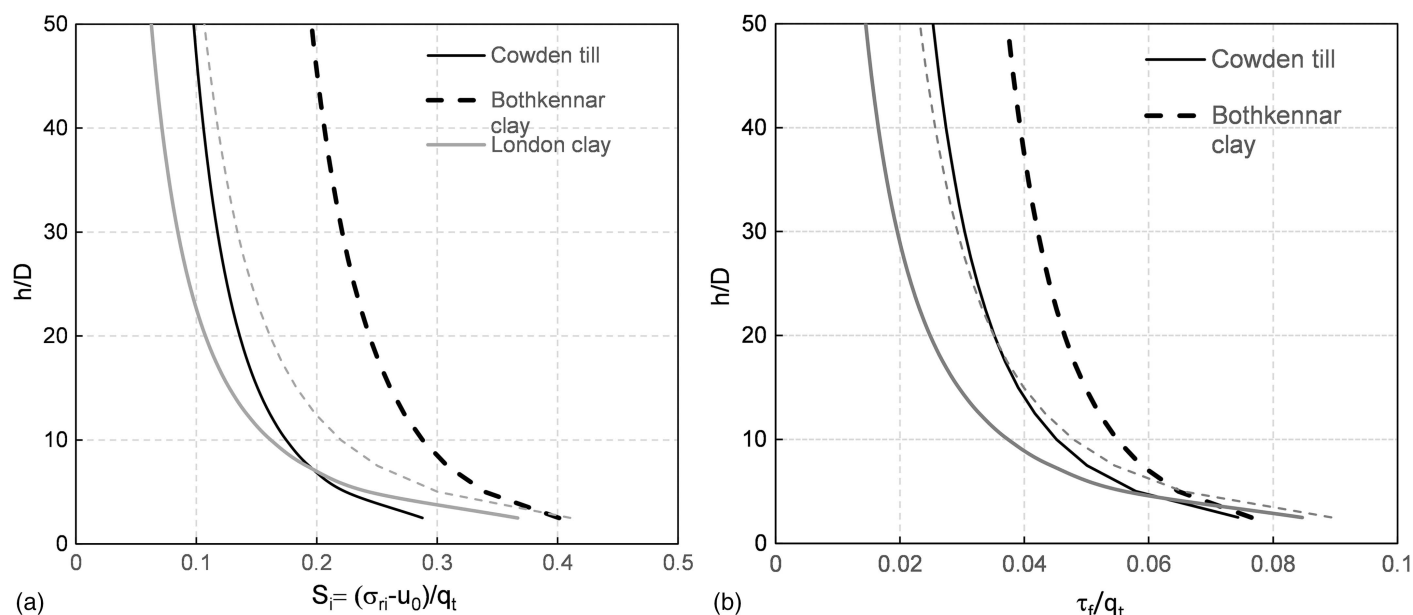 50
40
30
20
10
0
h/D
Cowden till
Bothkennar
clay
London clay
0
0.1
0.2
0.3
0.4
0.5
(a)
Sᵢ= (σᵣᵢ-u₀)/qₜ
50
40
30
20
10
0
h/D
Cowden till
Bothkennar
clay
0
0.02
0.04
0.06
0.08
0.1
(b)
τf/qₜ